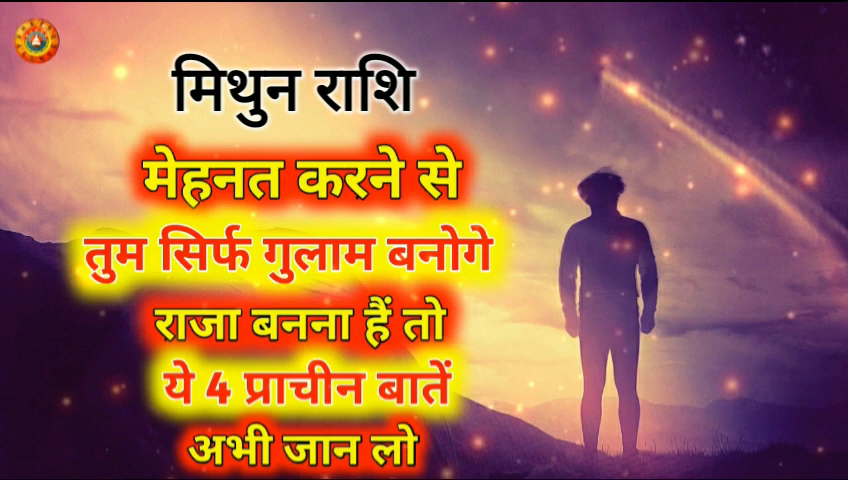 मिथुन राशि
मेहनत करने से
तुम सिर्फ गुलाम बनोगे
राजा बनना हैं तो
ये 4 प्राचीन बातें
अभी जान लो